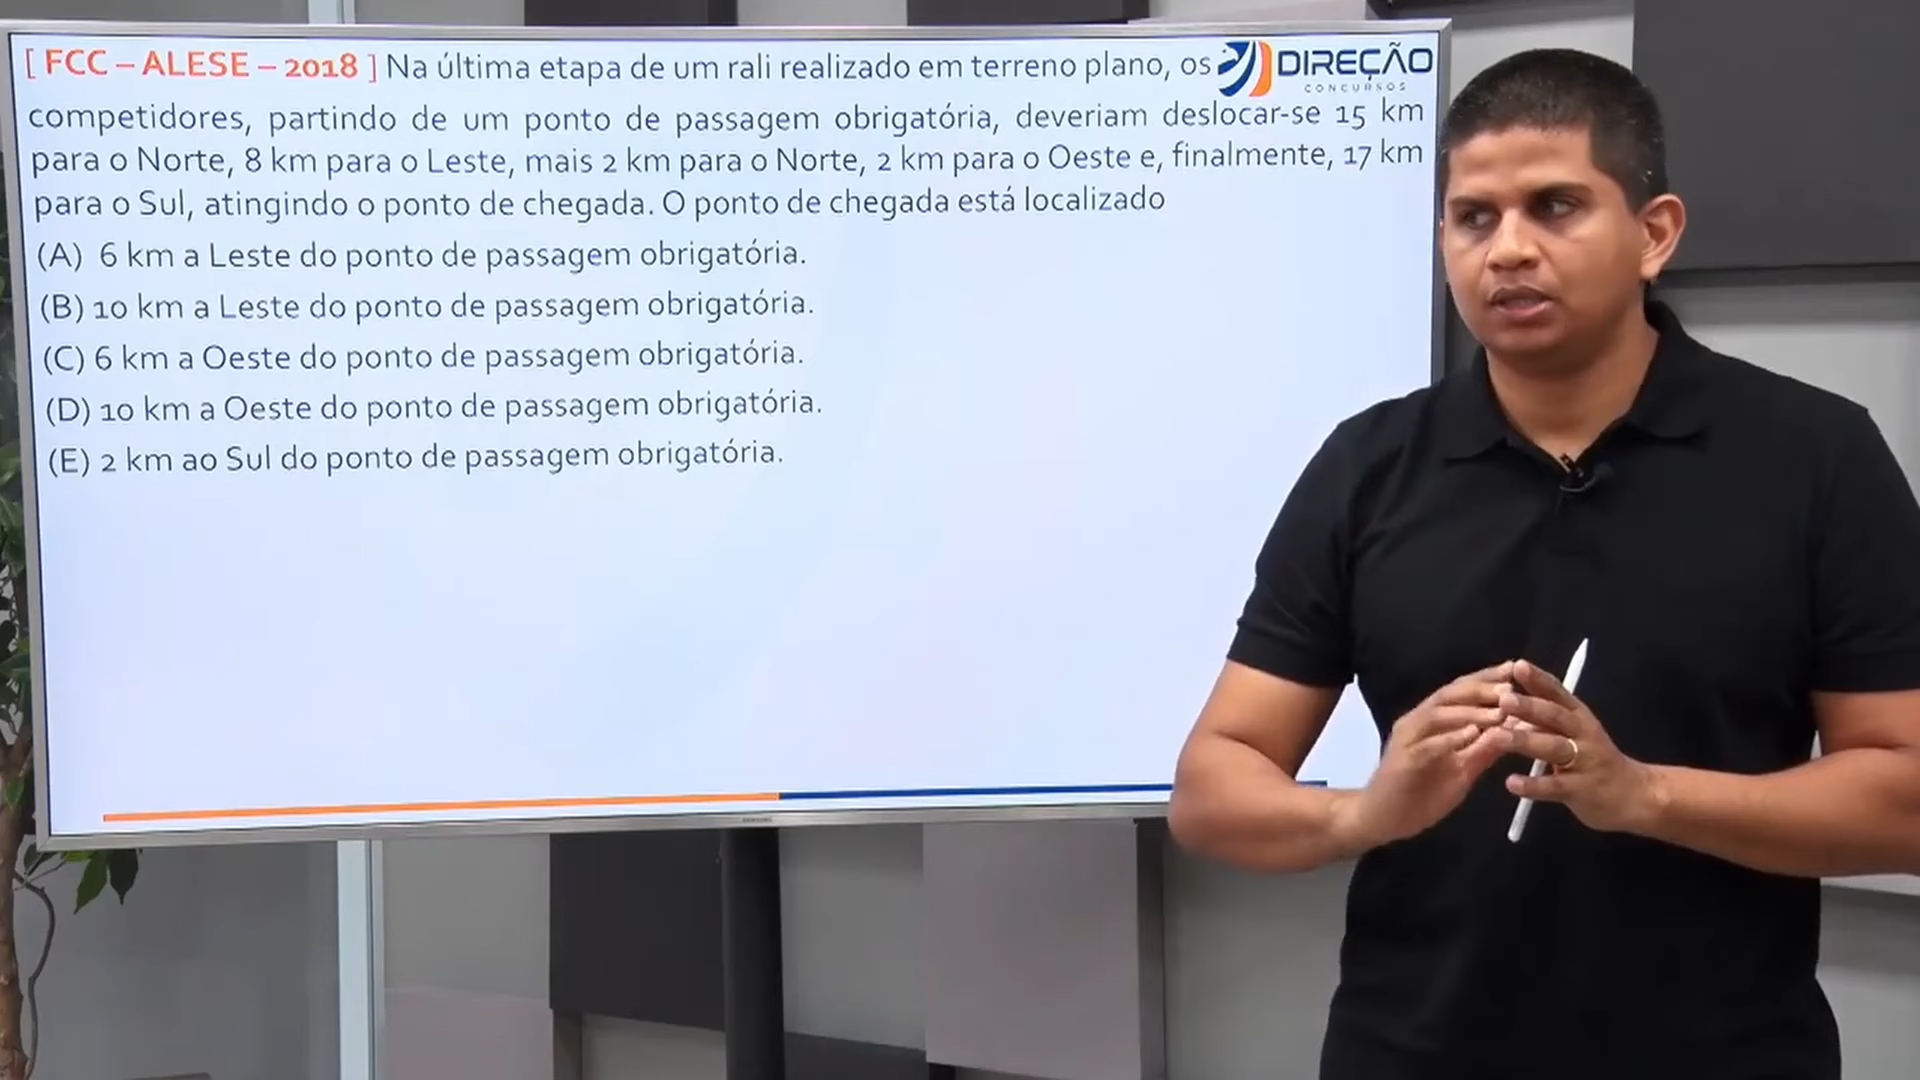 [ FCC – ALESE – 2018 ] Na última etapa de um rali realizado em terreno plano, os
DIREÇÃO
CONCURSOS
competidores, partindo de um ponto de passagem obrigatória, deveriam deslocar-se 15 km
para o Norte, 8 km para o Leste, mais 2 km para o Norte, 2 km para o Oeste e, finalmente, 17 km
para o Sul, atingindo o ponto de chegada. O ponto de chegada está localizado
(A) 6 km a Leste do ponto de passagem obrigatória.
(B) 10 km a Leste do ponto de passagem obrigatória.
(C) 6 km a Oeste do ponto de passagem obrigatória.
(D) 10 km a Oeste do ponto de passagem obrigatória.
(E) 2 km ao Sul do ponto de passagem obrigatória.
SAMSUNG